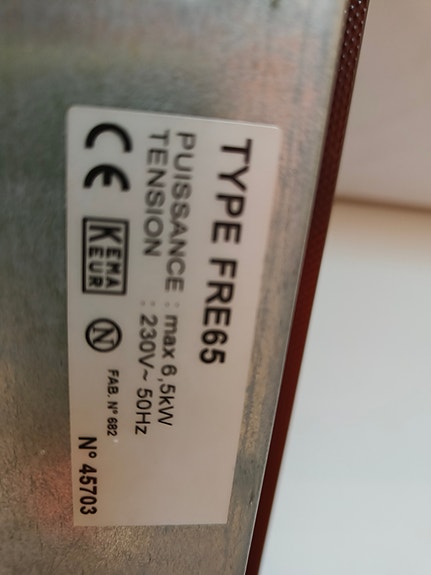 TYPE FRE65
PUISSANCE : max 6,5kW
TENSION : 230V~ 50Hz
CE KEMA KEUR N FAB. N° 682 N° 45703